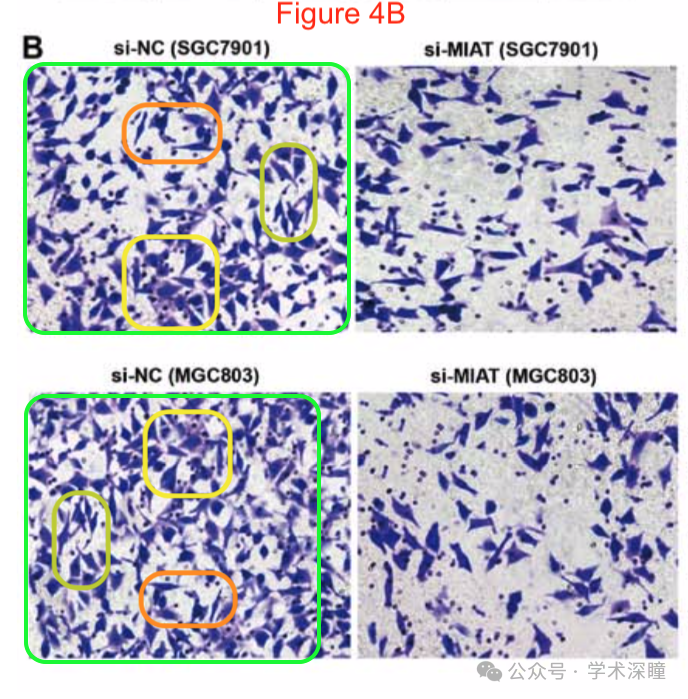 Figure 4B
B
si-NC (SGC7901)
si-MIAT (SGC7901)
si-NC (MGC803)
si-MIAT (MGC803)
公众号 · 学术深瞳